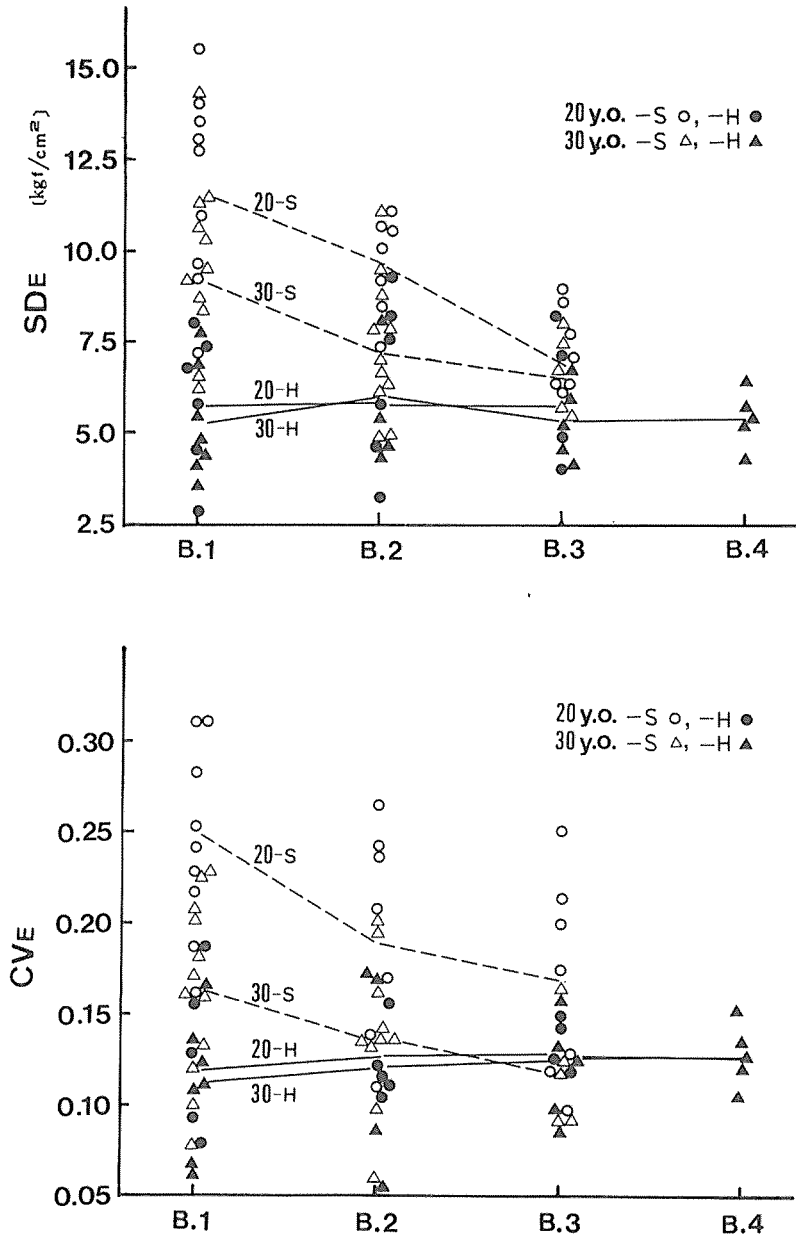 15.0
12.5
10.0
7.5
5.0
2.5
SDE (kgf/cm²)
20 y.o. -S ○, -H ●
30 y.o. -S △, -H ▲
20-S
30-S
20-H
30-H
B.1 B.2 B.3 B.4
0.30
0.25
0.20
0.15
0.10
0.05
CVE
20 y.o. -S ○, -H ●
30 y.o. -S △, -H ▲
20-S
30-S
20-H
30-H
B.1 B.2 B.3 B.4